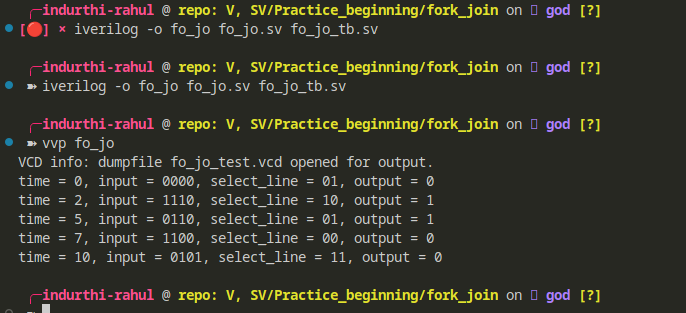 ╭─indurthi-rahul @ repo: V, SV/Practice_beginning/fork_join on  god [?]
[🔴] × iverilog -o fo_jo fo_jo.sv fo_jo_tb.sv
╭─indurthi-rahul @ repo: V, SV/Practice_beginning/fork_join on  god [?]
➽ iverilog -o fo_jo fo_jo.sv fo_jo_tb.sv
╭─indurthi-rahul @ repo: V, SV/Practice_beginning/fork_join on  god [?]
➽ vvp fo_jo
VCD info: dumpfile fo_jo_test.vcd opened for output.
time = 0, input = 0000, select_line = 01, output = 0
time = 2, input = 1110, select_line = 10, output = 1
time = 5, input = 0110, select_line = 01, output = 1
time = 7, input = 1100, select_line = 00, output = 0
time = 10, input = 0101, select_line = 11, output = 0
╭─indurthi-rahul @ repo: V, SV/Practice_beginning/fork_join on  god [?]